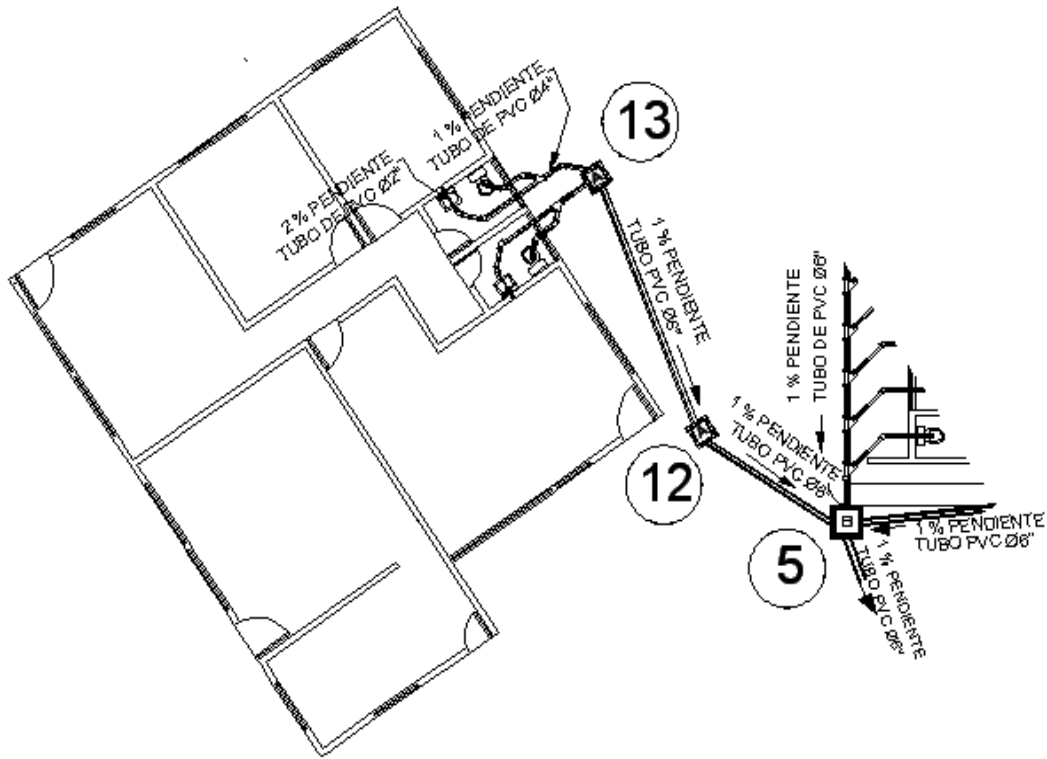 1 % PENDIENTE
TUBO DE PVC Ø4"
13
2% PENDIENTE
TUBO DE PVC Ø2"
A
1 % PENDIENTE
TUBO PVC Ø6"
1 % PENDIENTE
TUBO DE PVC Ø6"
A
12
1 % PENDIENTE
TUBO PVC Ø6"
B
5
1 % PENDIENTE
TUBO PVC Ø6"
1 % PENDIENTE
TUBO PVC Ø6"